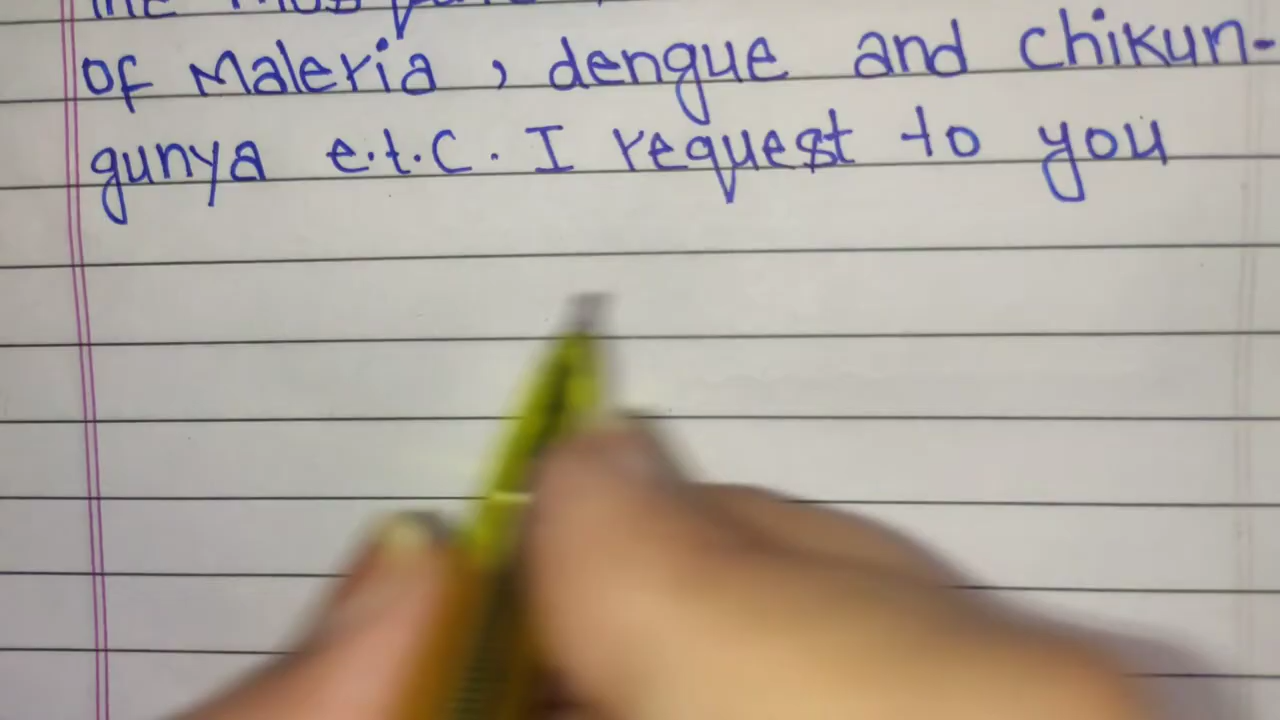 of Maleria, dengue and chikun-
gunya e.t.c. I request to you